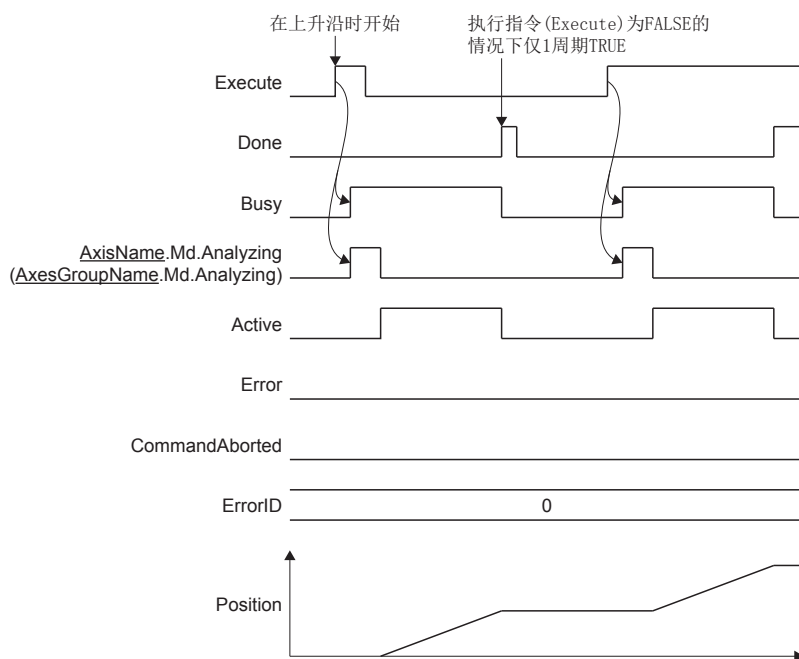 在上升沿时开始
执行指令(Execute)为FALSE的
情况下仅1周期TRUE
Execute
Done
Busy
AxisName.Md.Analyzing
(AxesGroupName.Md.Analyzing)
Active
Error
CommandAborted
ErrorID
0
Position